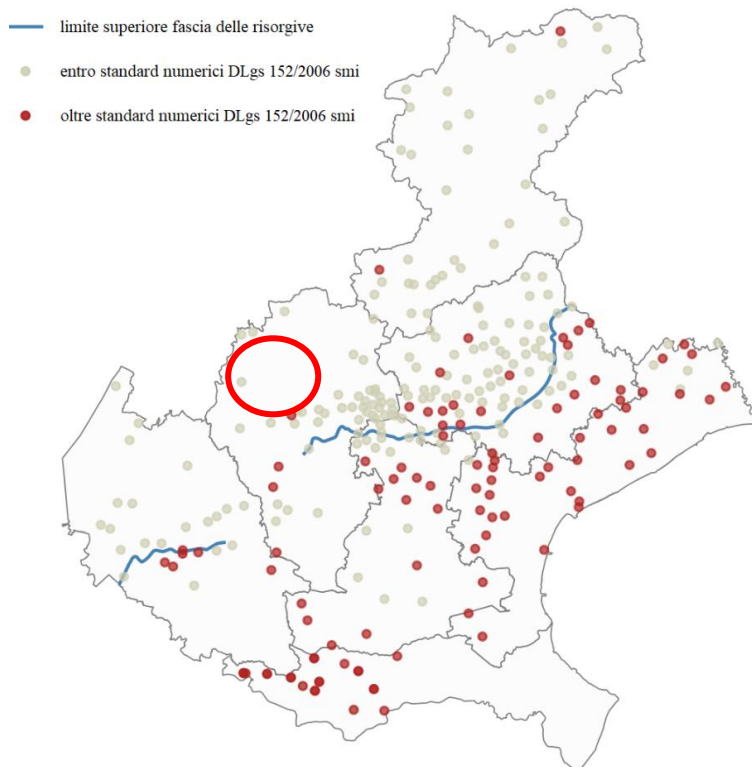 limite superiore fascia delle risorgive
entro standard numerici DLgs 152/2006 smi
oltre standard numerici DLgs 152/2006 smi